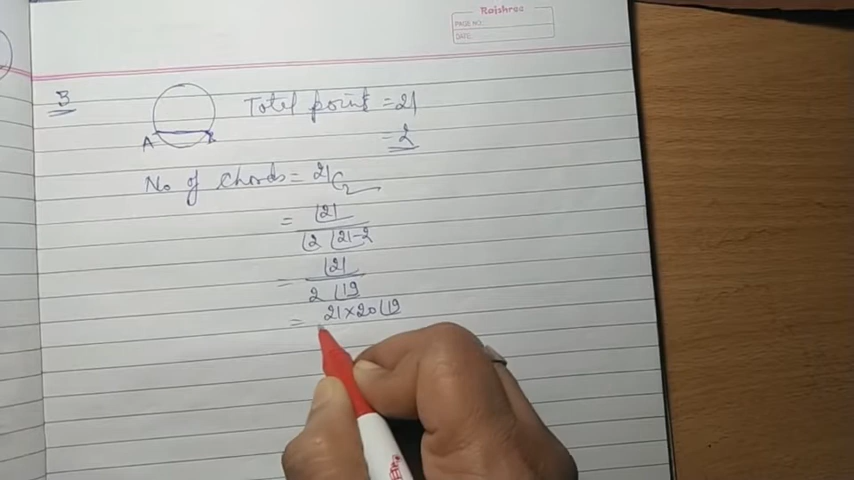 Rajshree
PAGE NO.:
DATE:
3
Total point = 21
= 2
A B
No of chords = 21C2
= ⌊21
⌊2 ⌊21-2
= ⌊21
2 ⌊19
= 21×20⌊19